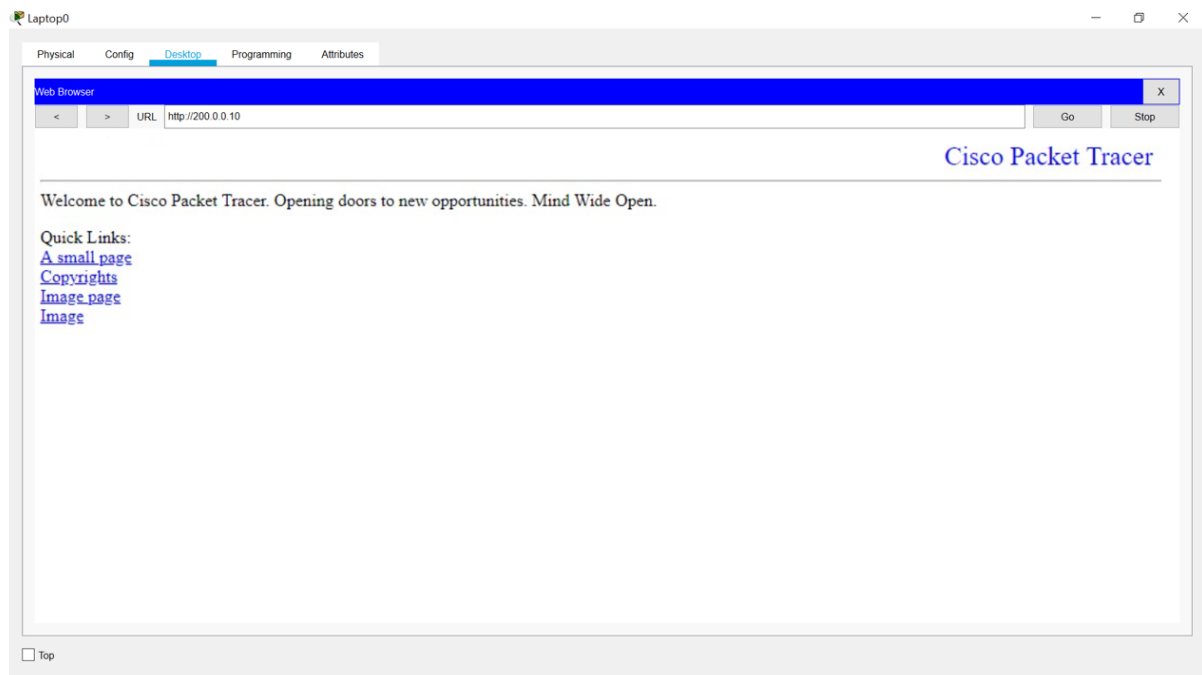 Laptop0
Physical Config Desktop Programming Attributes
Web Browser X
< > URL http://200.0.0.10 Go Stop
Cisco Packet Tracer
Welcome to Cisco Packet Tracer. Opening doors to new opportunities. Mind Wide Open.
Quick Links:
A small page
Copyrights
Image page
Image
Top